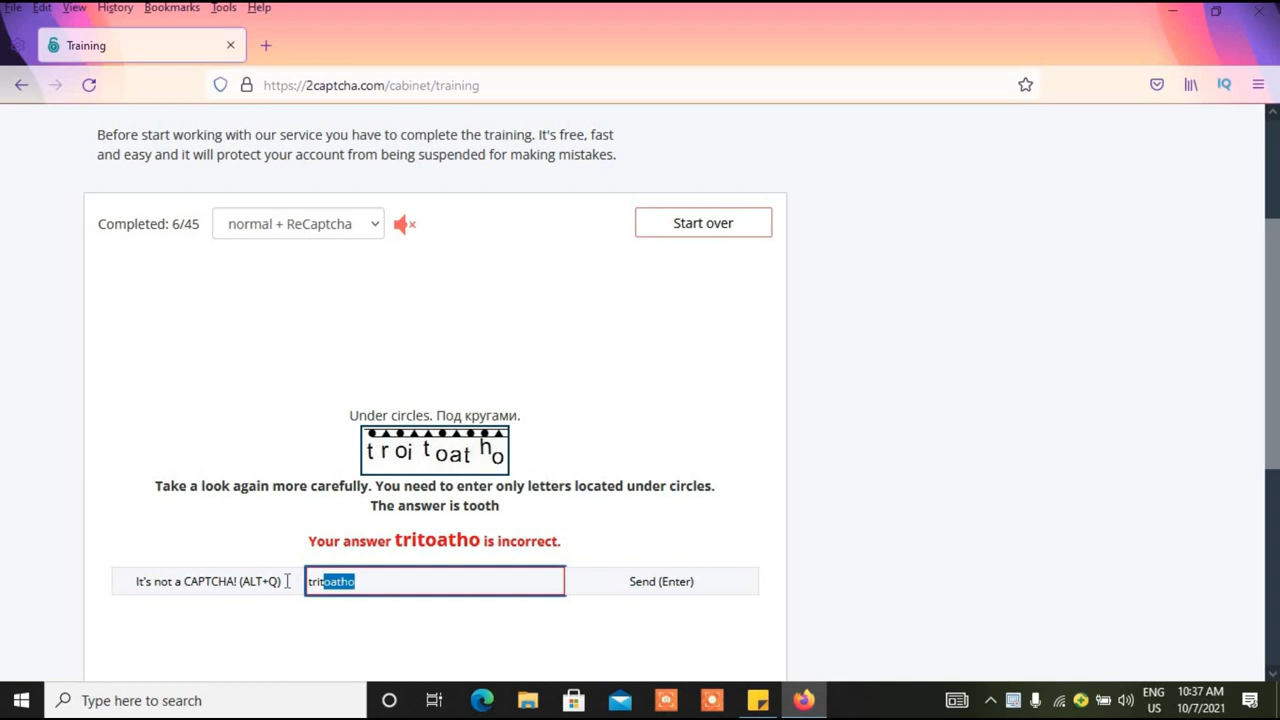 File Edit View History Bookmarks Tools Help
Training
https://2captcha.com/cabinet/training
IQ
Before start working with our service you have to complete the training. It's free, fast
and easy and it will protect your account from being suspended for making mistakes.
Completed: 6/45 normal + ReCaptcha Start over
Under circles. Под кругами.
t r oi t oat h o
Take a look again more carefully. You need to enter only letters located under circles.
The answer is tooth
Your answer tritoatho is incorrect.
It's not a CAPTCHA! (ALT+Q) tritoatho Send (Enter)
Type here to search ENG 10:37 AM
US 10/7/2021